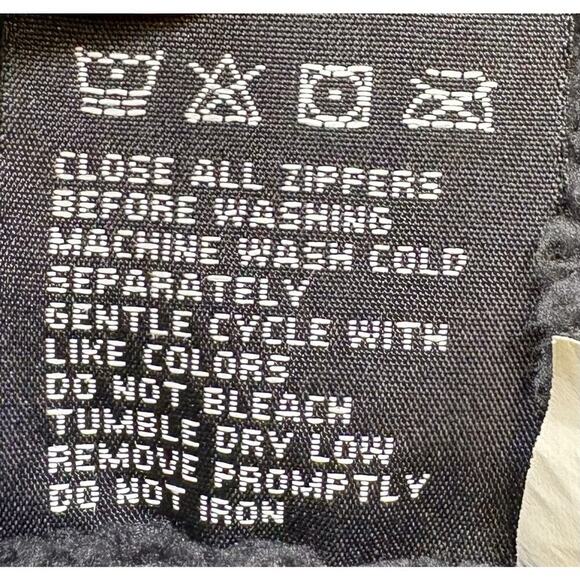 CLOSE ALL ZIPPERS
BEFORE WASHING
MACHINE WASH COLD
SEPARATELY
GENTLE CYCLE WITH
LIKE COLORS
DO NOT BLEACH
TUMBLE DRY LOW
REMOVE PROMPTLY
DO NOT IRON